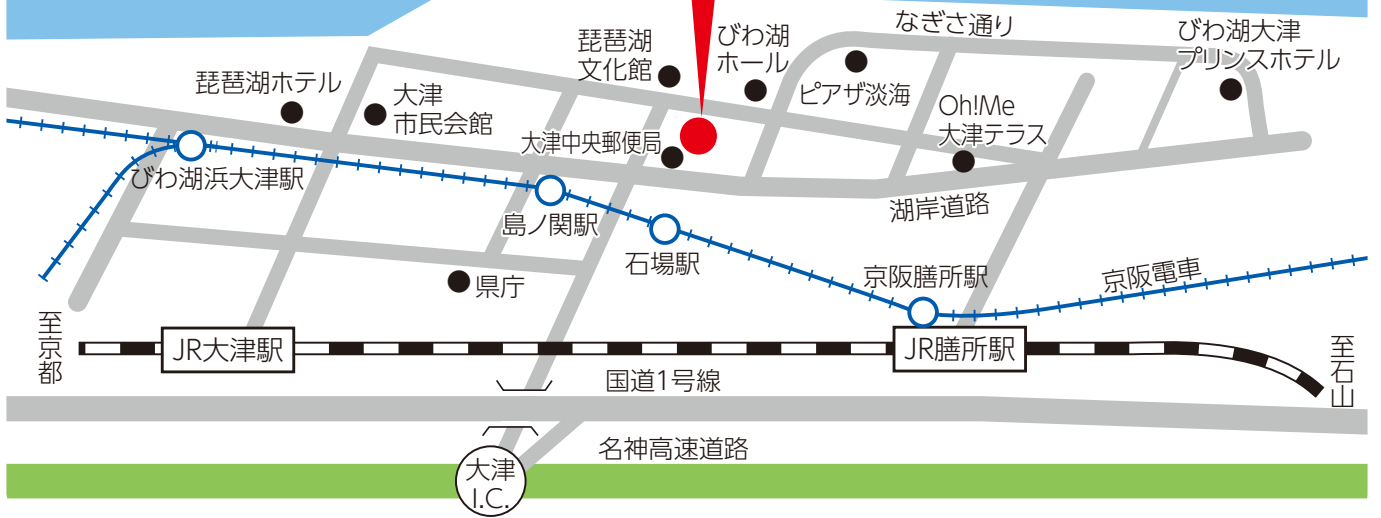 なぎさ通り
びわ湖大津
プリンスホテル
琵琶湖
文化館
びわ湖
ホール
ピアザ淡海
琵琶湖ホテル
大津
市民会館
Oh!Me
大津テラス
大津中央郵便局
びわ湖浜大津駅
島ノ関駅
湖岸道路
石場駅
県庁
京阪膳所駅
京阪電車
至京都
JR大津駅
JR膳所駅
至石山
国道1号線
名神高速道路
大津
I.C.